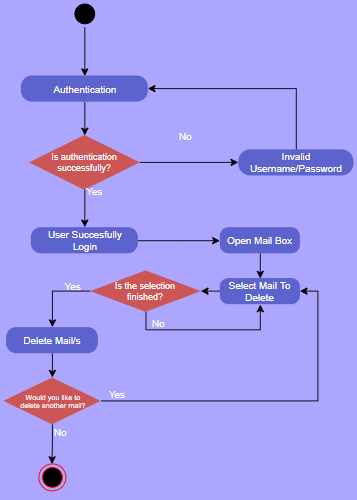 Authentication
No
Is authentication
successfully?
Invalid
Username/Password
Yes
User Succesfully
Login
Open Mail Box
Is the selection
finished?
Select Mail To
Delete
Yes
No
Delete Mail/s
Would you like to
delete another mail?
Yes
No